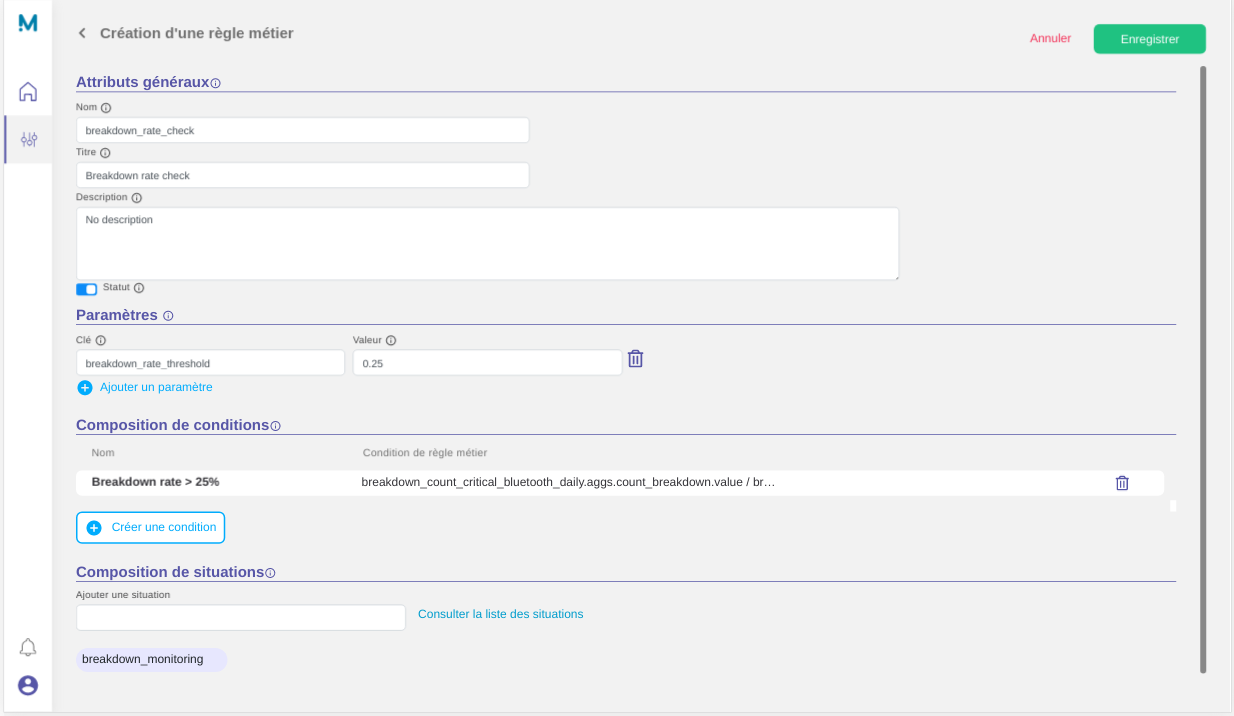 M
Création d'une règle métier
Annuler
Enregistrer
Attributs généraux
Nom
breakdown_rate_check
Titre
Breakdown rate check
Description
No description
Statut
Paramètres
Clé
Valeur
breakdown_rate_threshold
0.25
Ajouter un paramètre
Composition de conditions
Nom
Condition de règle métier
Breakdown rate > 25%
breakdown_count_critical_bluetooth_daily.aggs.count_breakdown.value / br…
Créer une condition
Composition de situations
Ajouter une situation
Consulter la liste des situations
breakdown_monitoring